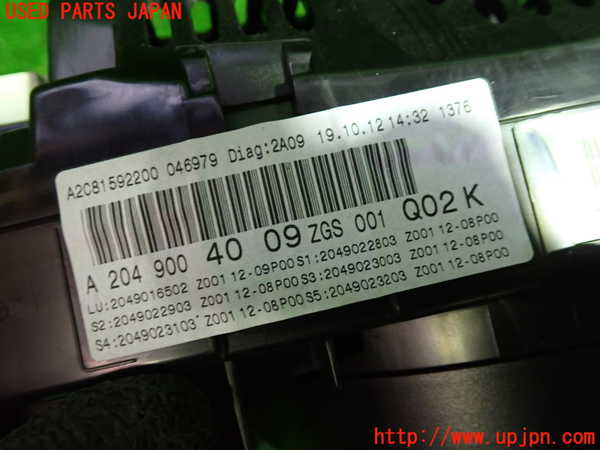 USED PARTS JAPAN
A2C81592200 046979 Diag:2A09 19.10.12 14:32 1376
A 204 900 40 09 ZGS 001 Q02 K
LU:2049016502 Z001 12-09P00 S1:2049022803 Z001 12-08P00
S2:2049022903 Z001 12-08P00 S3:2049023003 Z001 12-08P00
S4:2049023103 Z001 12-08P00 S5:2049023203 Z001 12-08P00
UPJ
http://www.upjpn.com/